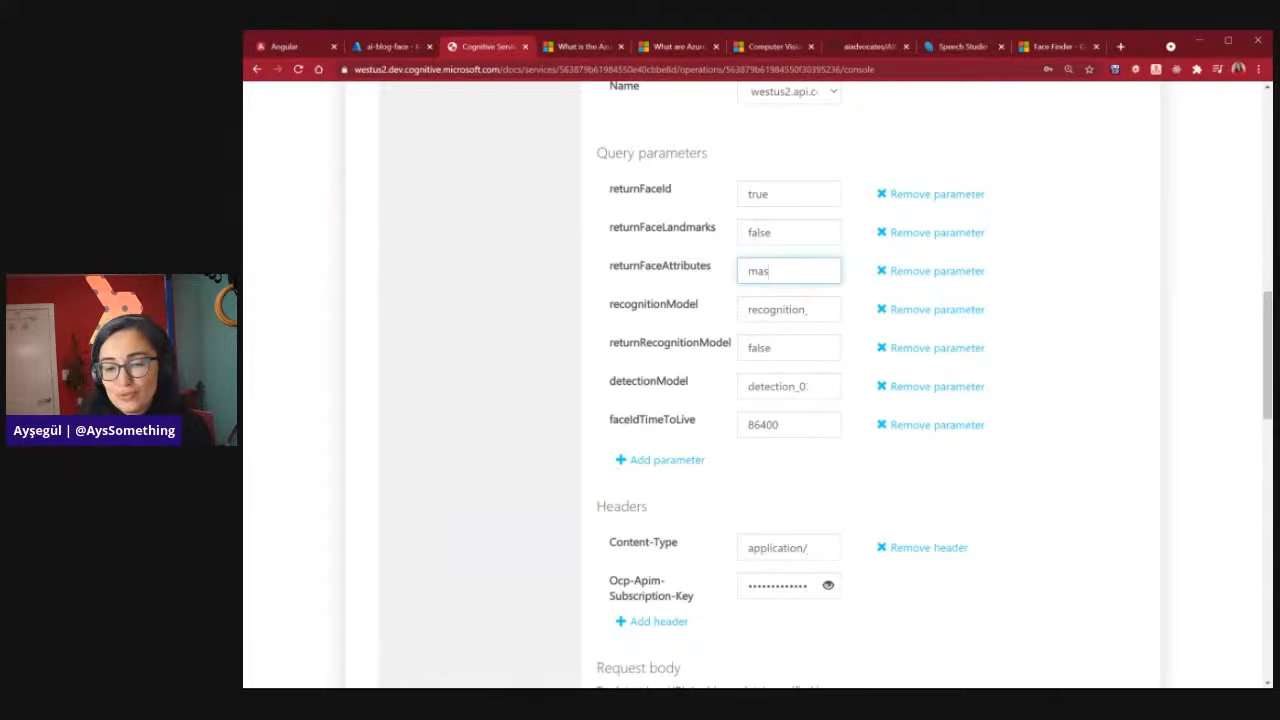 Angular
ai-blog-face - M
Cognitive Servi
What is the Azu
What are Azure
Computer Visi
aiadvocates/AI
Speech Studio
Face Finder - G
westus2.dev.cognitive.microsoft.com/docs/services/563879b61984550e40cbbe8d/operations/563879b61984550f30395236/console
Name
westus2.api.c
Query parameters
returnFaceId
true
Remove parameter
returnFaceLandmarks
false
Remove parameter
returnFaceAttributes
mas
Remove parameter
recognitionModel
recognition_
Remove parameter
returnRecognitionModel
false
Remove parameter
detectionModel
detection_0
Remove parameter
faceIdTimeToLive
86400
Remove parameter
Add parameter
Headers
Content-Type
application/
Remove header
Ocp-Apim-
Subscription-Key
Add header
Request body
Ayşegül | @AysSomething